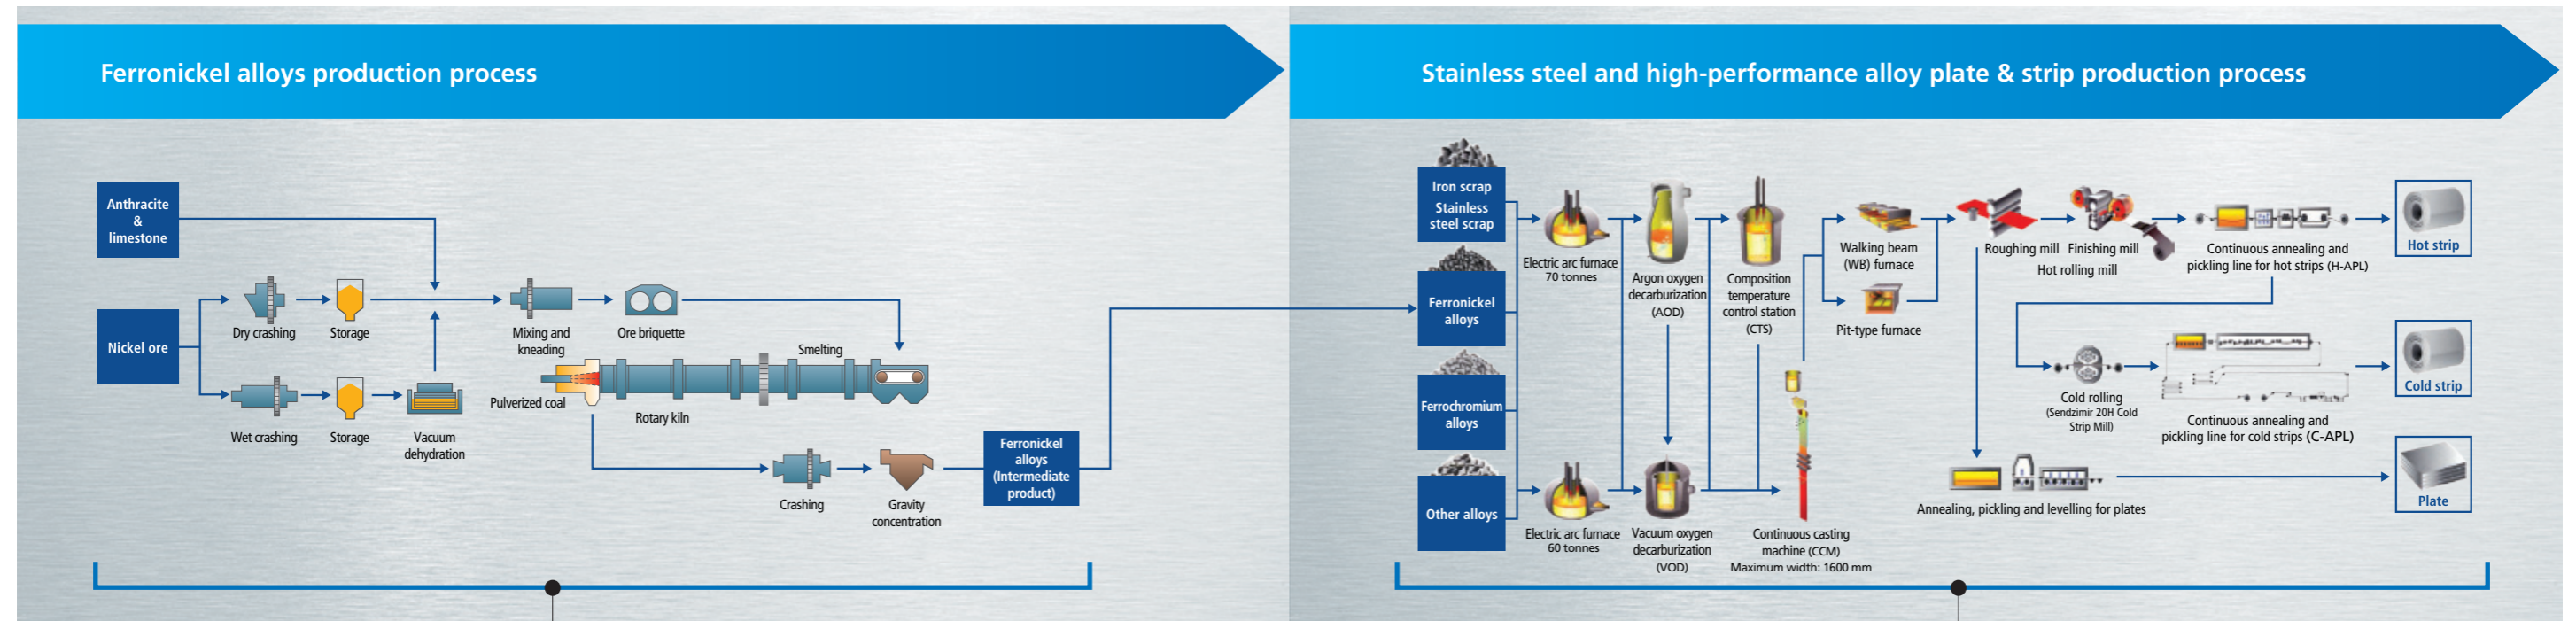 Ferronickel alloys production process
Anthracite
&
limestone
Nickel ore
Dry crashing
Storage
Wet crashing
Storage
Vacuum
dehydration
Mixing and
kneading
Ore briquette
Smelting
Pulverized coal
Rotary kiln
Crashing
Gravity
concentration
Ferronickel
alloys
(Intermediate
product)
Stainless steel and high-performance alloy plate & strip production process
Iron scrap
Stainless
steel scrap
Ferronickel
alloys
Ferrochromium
alloys
Other alloys
Electric arc furnace
70 tonnes
Argon oxygen
decarburization
(AOD)
Composition
temperature
control station
(CTS)
Electric arc furnace
60 tonnes
Vacuum oxygen
decarburization
(VOD)
Continuous casting
machine (CCM)
Maximum width: 1600 mm
Walking beam
(WB) furnace
Pit-type furnace
Roughing mill
Finishing mill
Hot rolling mill
Continuous annealing and
pickling line for hot strips (H-APL)
Hot strip
Cold rolling
(Sendzimir 20H Cold
Strip Mill)
Continuous annealing and
pickling line for cold strips (C-APL)
Cold strip
Annealing, pickling and levelling for plates
Plate